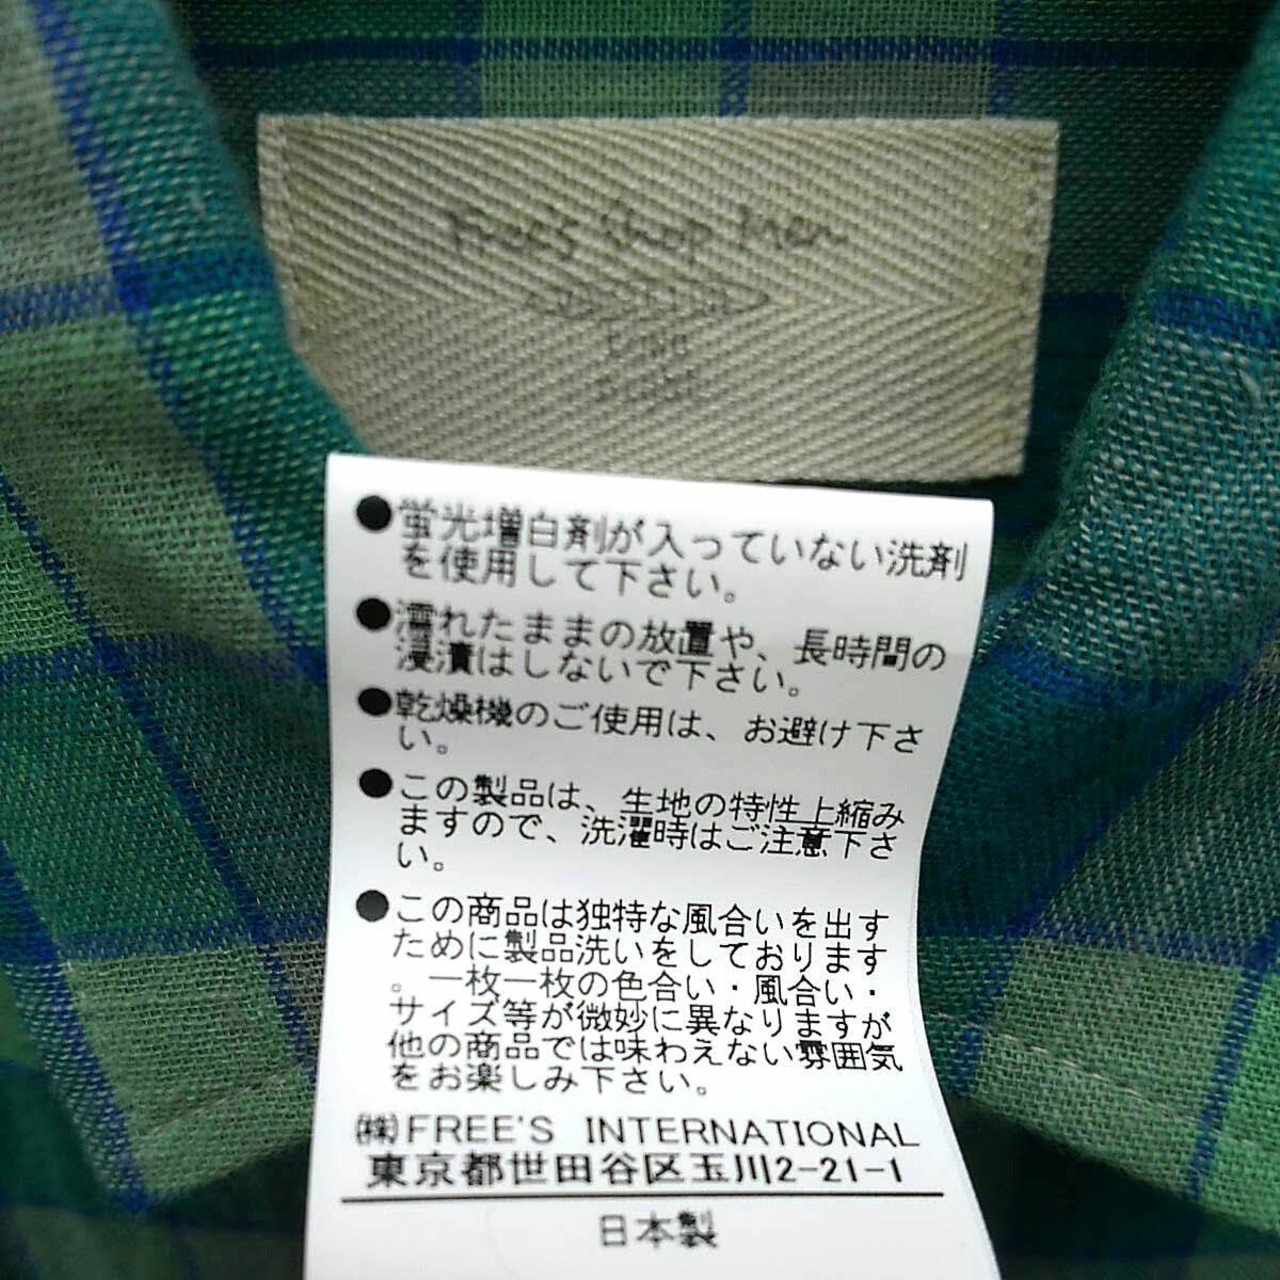 Free's Shop Men
●蛍光増白剤が入っていない洗剤
を使用して下さい。
●濡れたままの放置や、長時間の
浸漬はしないで下さい。
●乾燥機のご使用は、お避け下さ
い。
●この製品は、生地の特性上縮み
ますので、洗濯時はご注意下さ
い。
●この商品は独特な風合いを出す
ために製品洗いをしております
。一枚一枚の色合い・風合い・
サイズ等が微妙に異なりますが
他の商品では味わえない雰囲気
をお楽しみ下さい。
㈱FREE'S INTERNATIONAL
東京都世田谷区玉川2-21-1
日本製